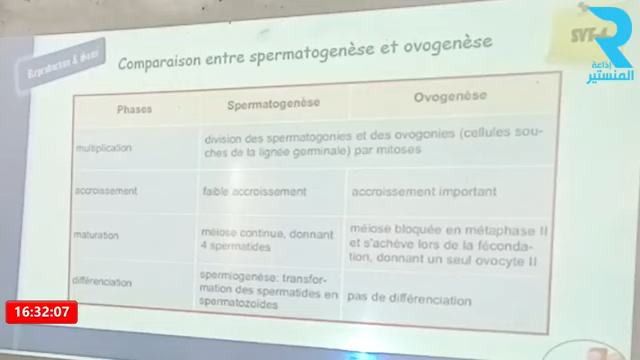 Reproduction & Santé
Comparaison entre spermatogenèse et ovogenèse
SVT
إذاعة
المنستير
Phases
Spermatogenèse
Ovogenèse
multiplication
division des spermatogonies et des ovogonies (cellules sou-
ches de la lignée germinale) par mitoses
accroissement
faible accroissement
accroissement important
maturation
méiose continue, donnant
4 spermatides
méiose bloquée en métaphase II
et s'achève lors de la féconda-
tion, donnant un seul ovocyte II
différenciation
spermiogenèse: transfor-
mation des spermatides en
spermatozoïdes
pas de différenciation
16:32:07